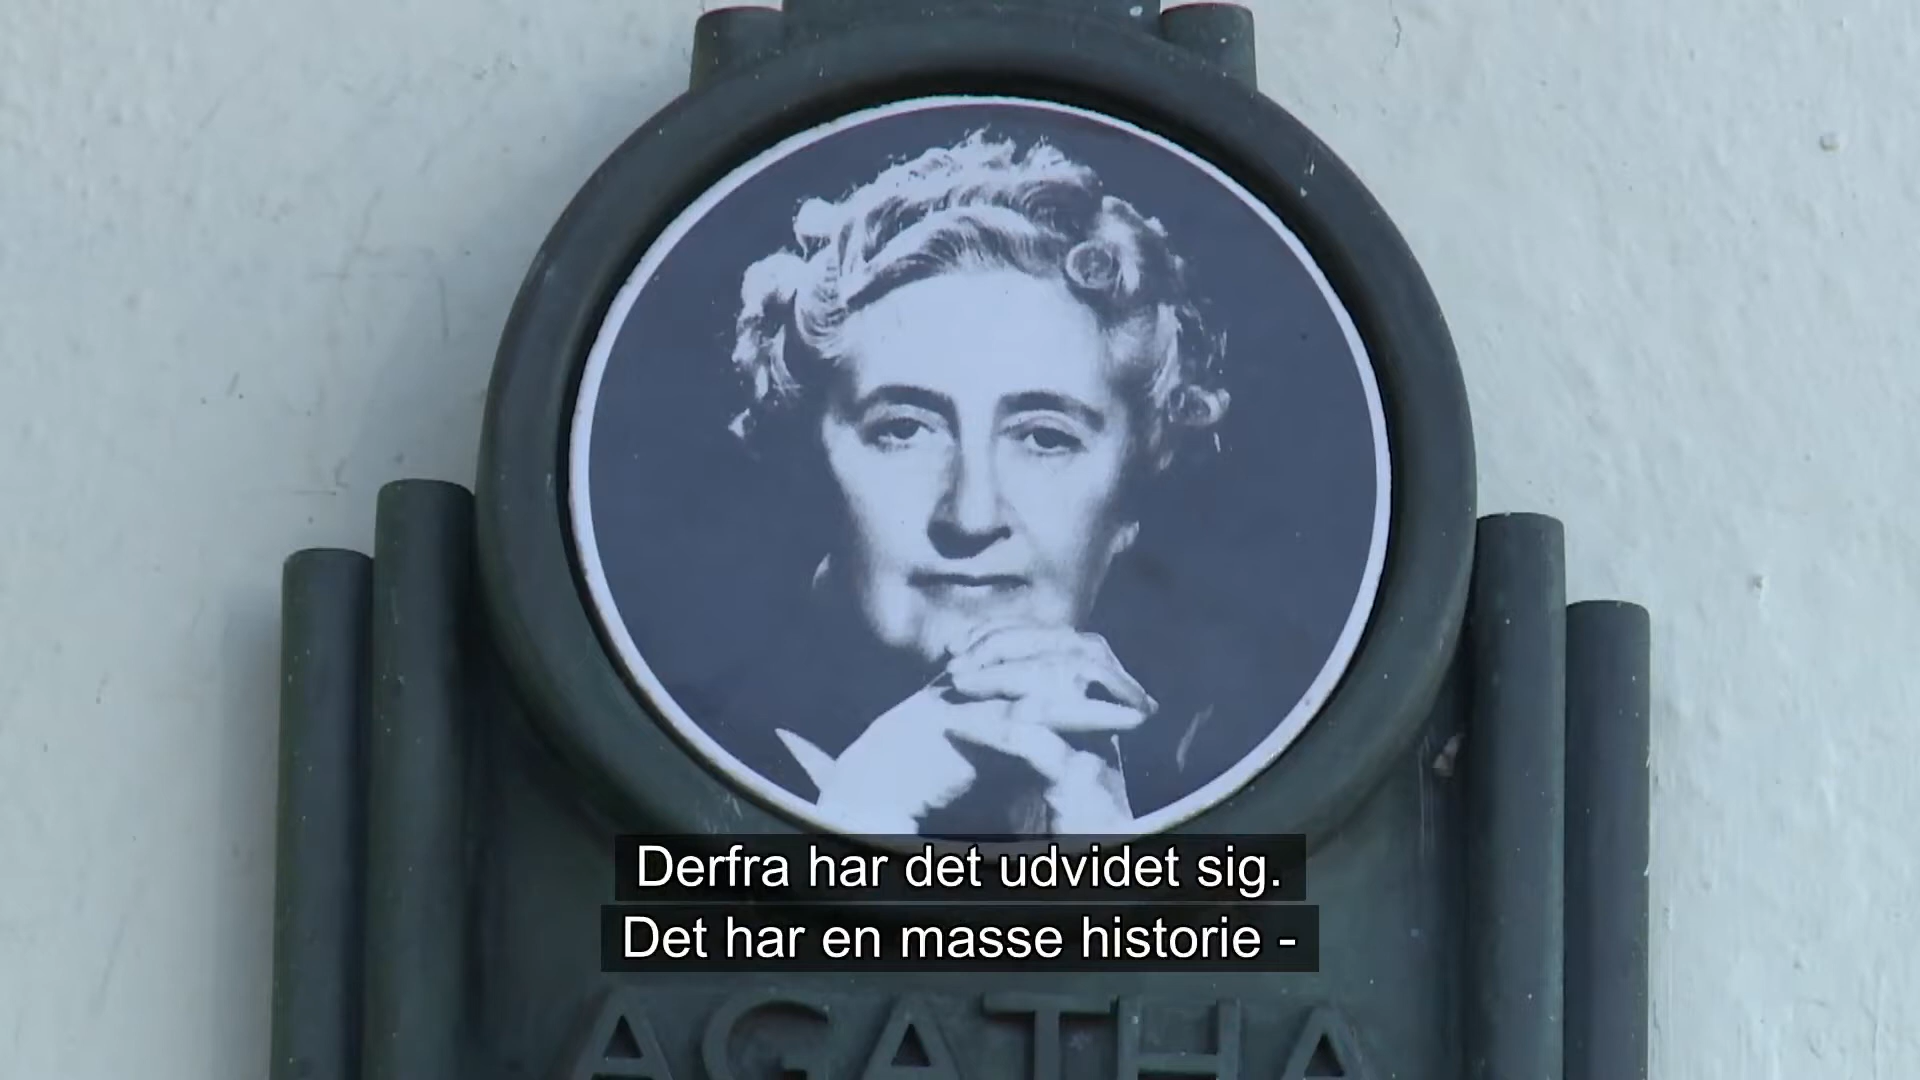 Derfra har det udvidet sig.
Det har en masse historie -
AGATHA